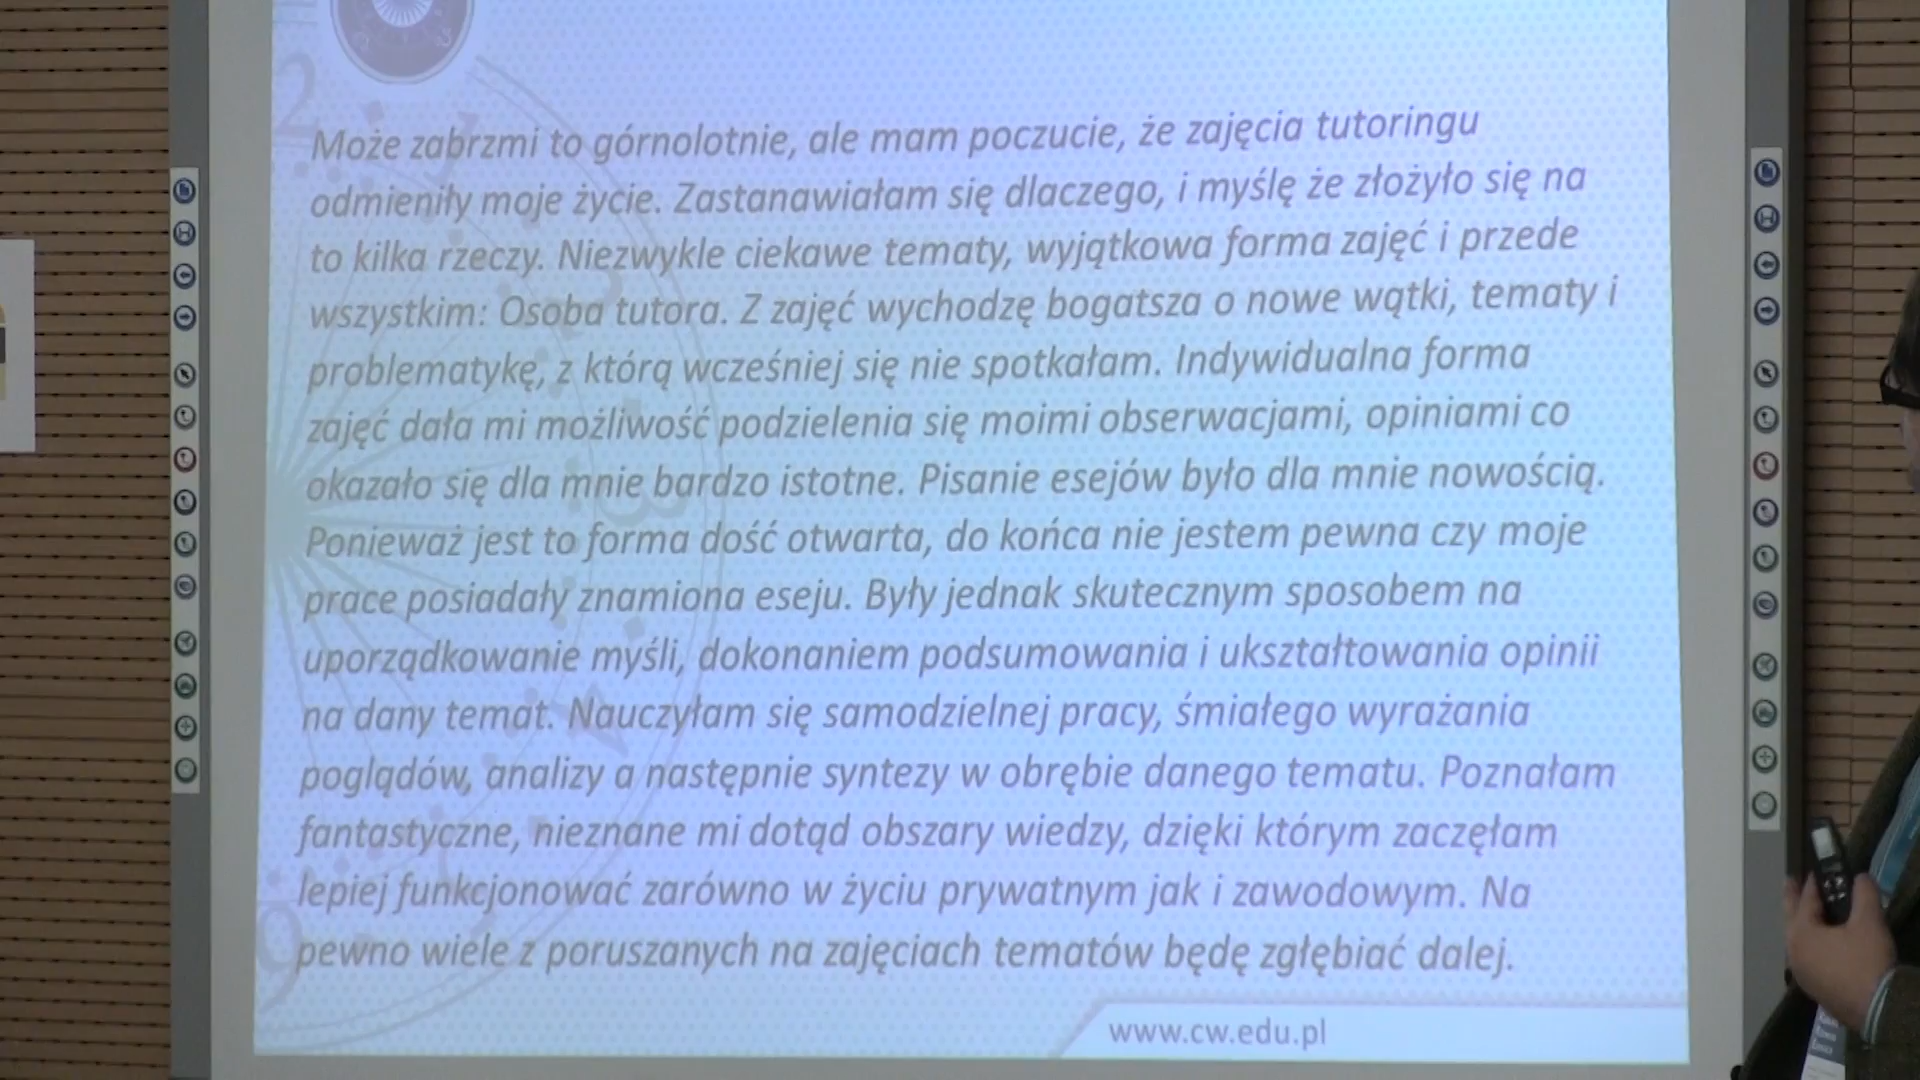 Może zabrzmi to górnolotnie, ale mam poczucie, że zajęcia tutoringu
odmieniły moje życie. Zastanawiałam się dlaczego, i myślę że złożyło się na
to kilka rzeczy. Niezwykle ciekawe tematy, wyjątkowa forma zajęć i przede
wszystkim: Osoba tutora. Z zajęć wychodzę bogatsza o nowe wątki, tematy i
problematykę, z którą wcześniej się nie spotkałam. Indywidualna forma
zajęć dała mi możliwość podzielenia się moimi obserwacjami, opiniami co
okazało się dla mnie bardzo istotne. Pisanie esejów było dla mnie nowością.
Ponieważ jest to forma dość otwarta, do końca nie jestem pewna czy moje
prace posiadały znamiona eseju. Były jednak skutecznym sposobem na
uporządkowanie myśli, dokonaniem podsumowania i ukształtowania opinii
na dany temat. Nauczyłam się samodzielnej pracy, śmiałego wyrażania
poglądów, analizy a następnie syntezy w obrębie danego tematu. Poznałam
fantastyczne, nieznane mi dotąd obszary wiedzy, dzięki którym zaczęłam
lepiej funkcjonować zarówno w życiu prywatnym jak i zawodowym. Na
pewno wiele z poruszanych na zajęciach tematów będę zgłębiać dalej.
www.cw.edu.pl